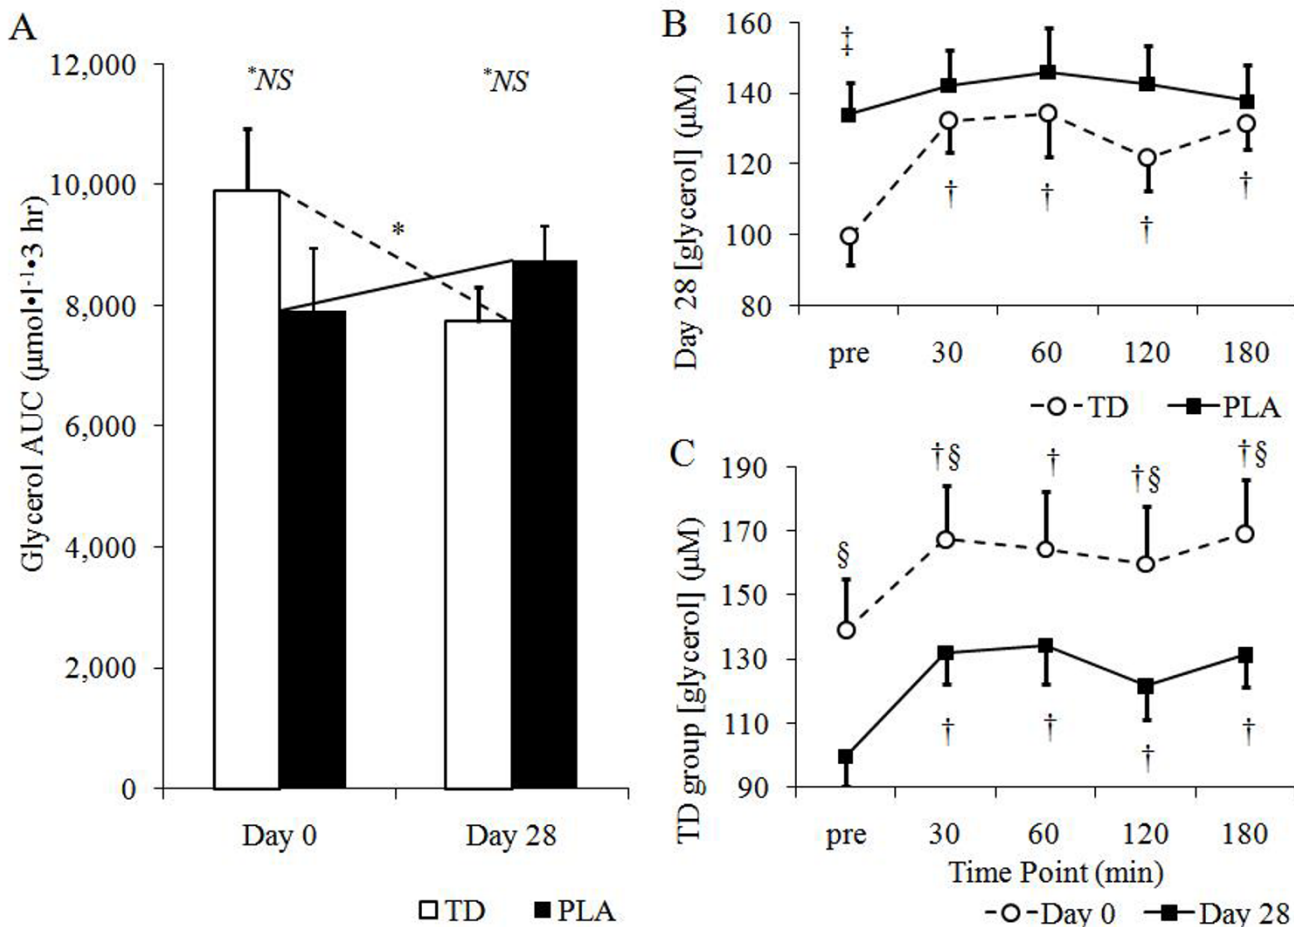 A
Glycerol AUC (µmol•l⁻¹•3 hr)
12,000
10,000
8,000
6,000
4,000
2,000
0
*NS
*NS
*
Day 0
Day 28
TD
PLA
B
Day 28 [glycerol] (µM)
160
140
120
100
80
‡
†
†
†
†
pre
30
60
120
180
TD
PLA
C
TD group [glycerol] (µM)
190
170
150
130
110
90
§
†§
†
†§
†§
†
†
†
†
pre
30
60
120
180
Time Point (min)
Day 0
Day 28